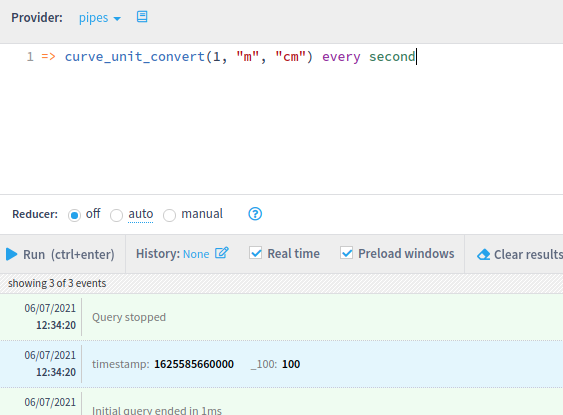 Provider: pipes
1 => curve_unit_convert(1, "m", "cm") every second
Reducer: off auto manual ?
Run (ctrl+enter) History: None Real time Preload windows Clear results
showing 3 of 3 events
06/07/2021
12:34:20
Query stopped
06/07/2021
12:34:20
timestamp: 1625585660000 _100: 100
06/07/2021
Initial query ended in 1ms